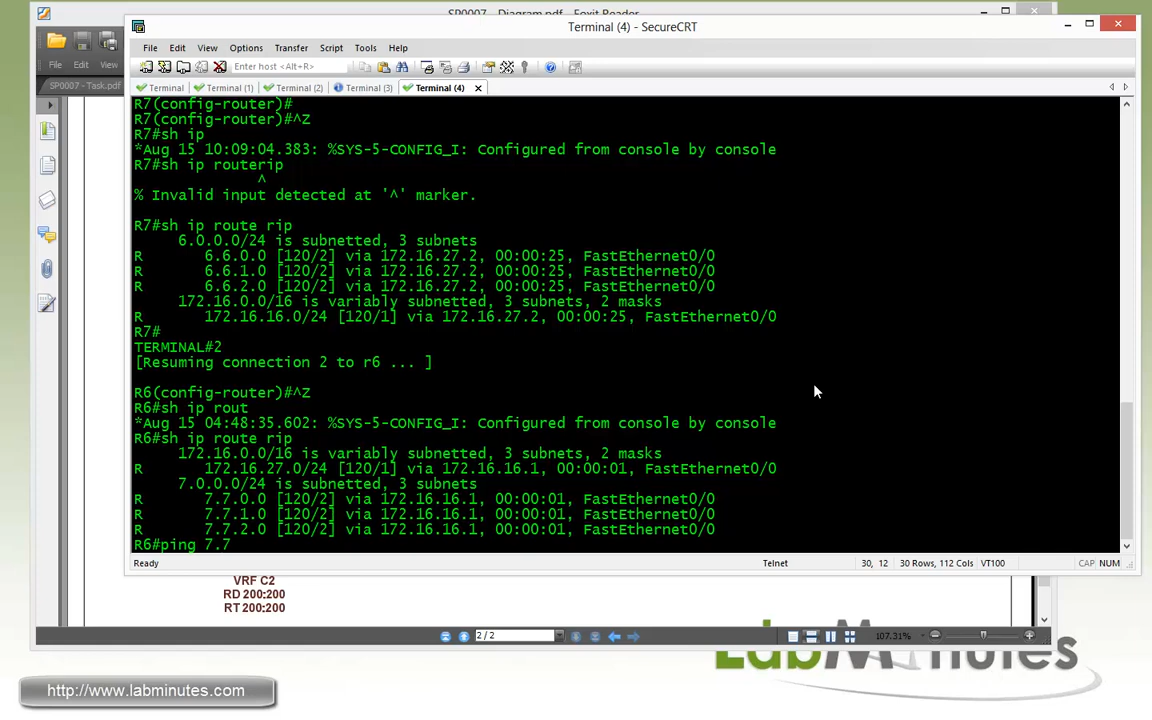 SP0007 - Diagram.pdf - Foxit Reader
Terminal (4) - SecureCRT
File Edit View
SP0007 - Task.pdf
File Edit View Options Transfer Script Tools Help
Enter host <Alt+R>
Terminal Terminal (1) Terminal (2) Terminal (3) Terminal (4)
R7(config-router)#
R7(config-router)#^Z
R7#sh ip
*Aug 15 10:09:04.383: %SYS-5-CONFIG_I: Configured from console by console
R7#sh ip routerip
^
% Invalid input detected at '^' marker.
R7#sh ip route rip
6.0.0.0/24 is subnetted, 3 subnets
R 6.6.0.0 [120/2] via 172.16.27.2, 00:00:25, FastEthernet0/0
R 6.6.1.0 [120/2] via 172.16.27.2, 00:00:25, FastEthernet0/0
R 6.6.2.0 [120/2] via 172.16.27.2, 00:00:25, FastEthernet0/0
172.16.0.0/16 is variably subnetted, 3 subnets, 2 masks
R 172.16.16.0/24 [120/1] via 172.16.27.2, 00:00:25, FastEthernet0/0
R7#
TERMINAL#2
[Resuming connection 2 to r6 ... ]
R6(config-router)#^Z
R6#sh ip rout
*Aug 15 04:48:35.602: %SYS-5-CONFIG_I: Configured from console by console
R6#sh ip route rip
172.16.0.0/16 is variably subnetted, 3 subnets, 2 masks
R 172.16.27.0/24 [120/1] via 172.16.16.1, 00:00:01, FastEthernet0/0
7.0.0.0/24 is subnetted, 3 subnets
R 7.7.0.0 [120/2] via 172.16.16.1, 00:00:01, FastEthernet0/0
R 7.7.1.0 [120/2] via 172.16.16.1, 00:00:01, FastEthernet0/0
R 7.7.2.0 [120/2] via 172.16.16.1, 00:00:01, FastEthernet0/0
R6#ping 7.7
Ready Telnet 30, 12 30 Rows, 112 Cols VT100 CAP NUM
VRF C2
RD 200:200
RT 200:200
2 / 2 107.31%
LabMinutes
http://www.labminutes.com